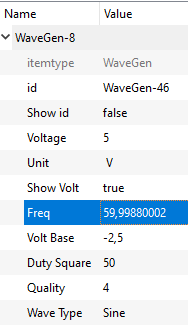 Name Value
WaveGen-8
itemtype WaveGen
id WaveGen-46
Show id false
Voltage 5
Unit V
Show Volt true
Freq 59,99880002
Volt Base -2,5
Duty Square 50
Quality 4
Wave Type Sine